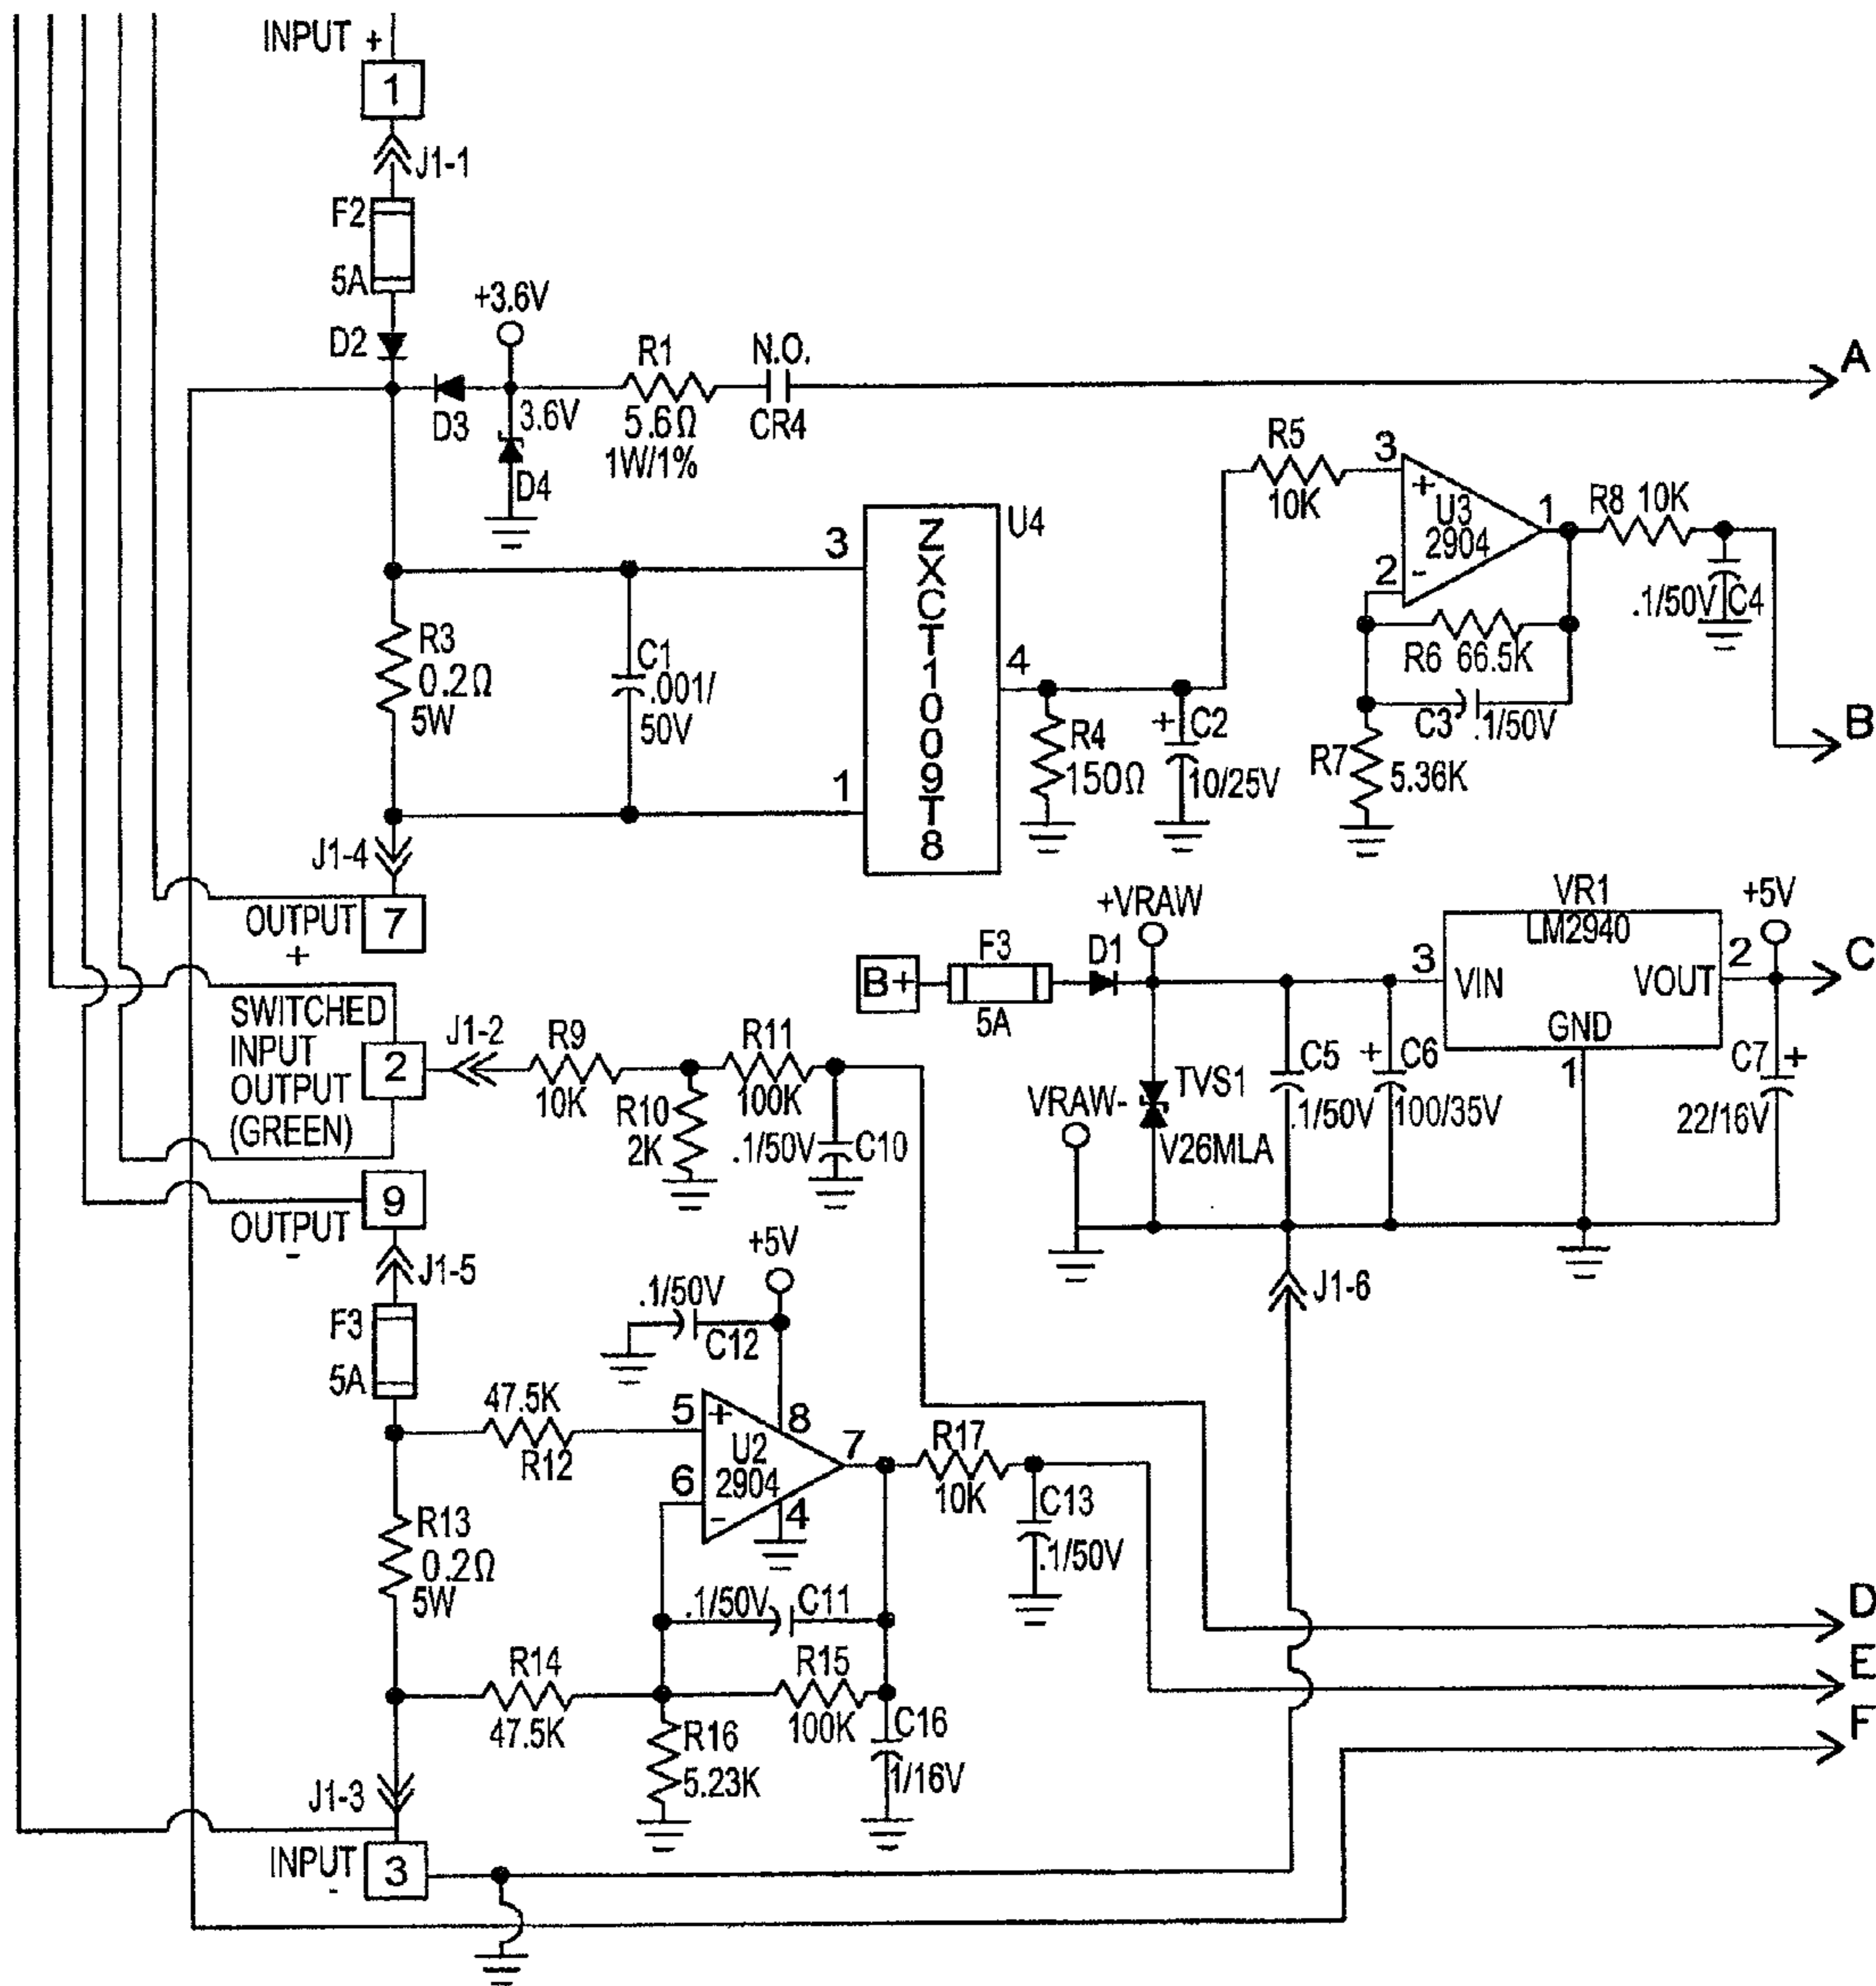 INPUT +
1
J1-1
F2
5A
D2
+3.6V
D3
3.6V
D4
R1
5.6Ω
1W/1%
N.O.
CR4
A
R5
10K
3
+
U3
2904
1
2
-
R8 10K
.1/50V C4
R6 66.5K
C3 .1/50V
R7
5.36K
B
U4
ZXCT1009T8
3
1
4
R3
0.2Ω
5W
C1
.001/
50V
R4
150Ω
+
C2
10/25V
J1-4
7
OUTPUT
+
SWITCHED
INPUT
OUTPUT
(GREEN)
2
J1-2
R9
10K
R10
2K
R11
100K
.1/50V C10
B+
F3
5A
D1
+VRAW
VRAW-
TVS1
V26MLA
C5
.1/50V
+
C6
100/35V
VR1
LM2940
3
VIN
VOUT
2
GND
1
+5V
C
C7 +
22/16V
J1-6
9
OUTPUT
-
J1-5
F3
5A
+5V
.1/50V
C12
47.5K
R12
5
+
8
U2
2904
7
6
-
4
R17
10K
C13
.1/50V
R13
0.2Ω
5W
.1/50V C11
R14
47.5K
R15
100K
R16
5.23K
C16
1/16V
D
E
F
J1-3
INPUT
-
3